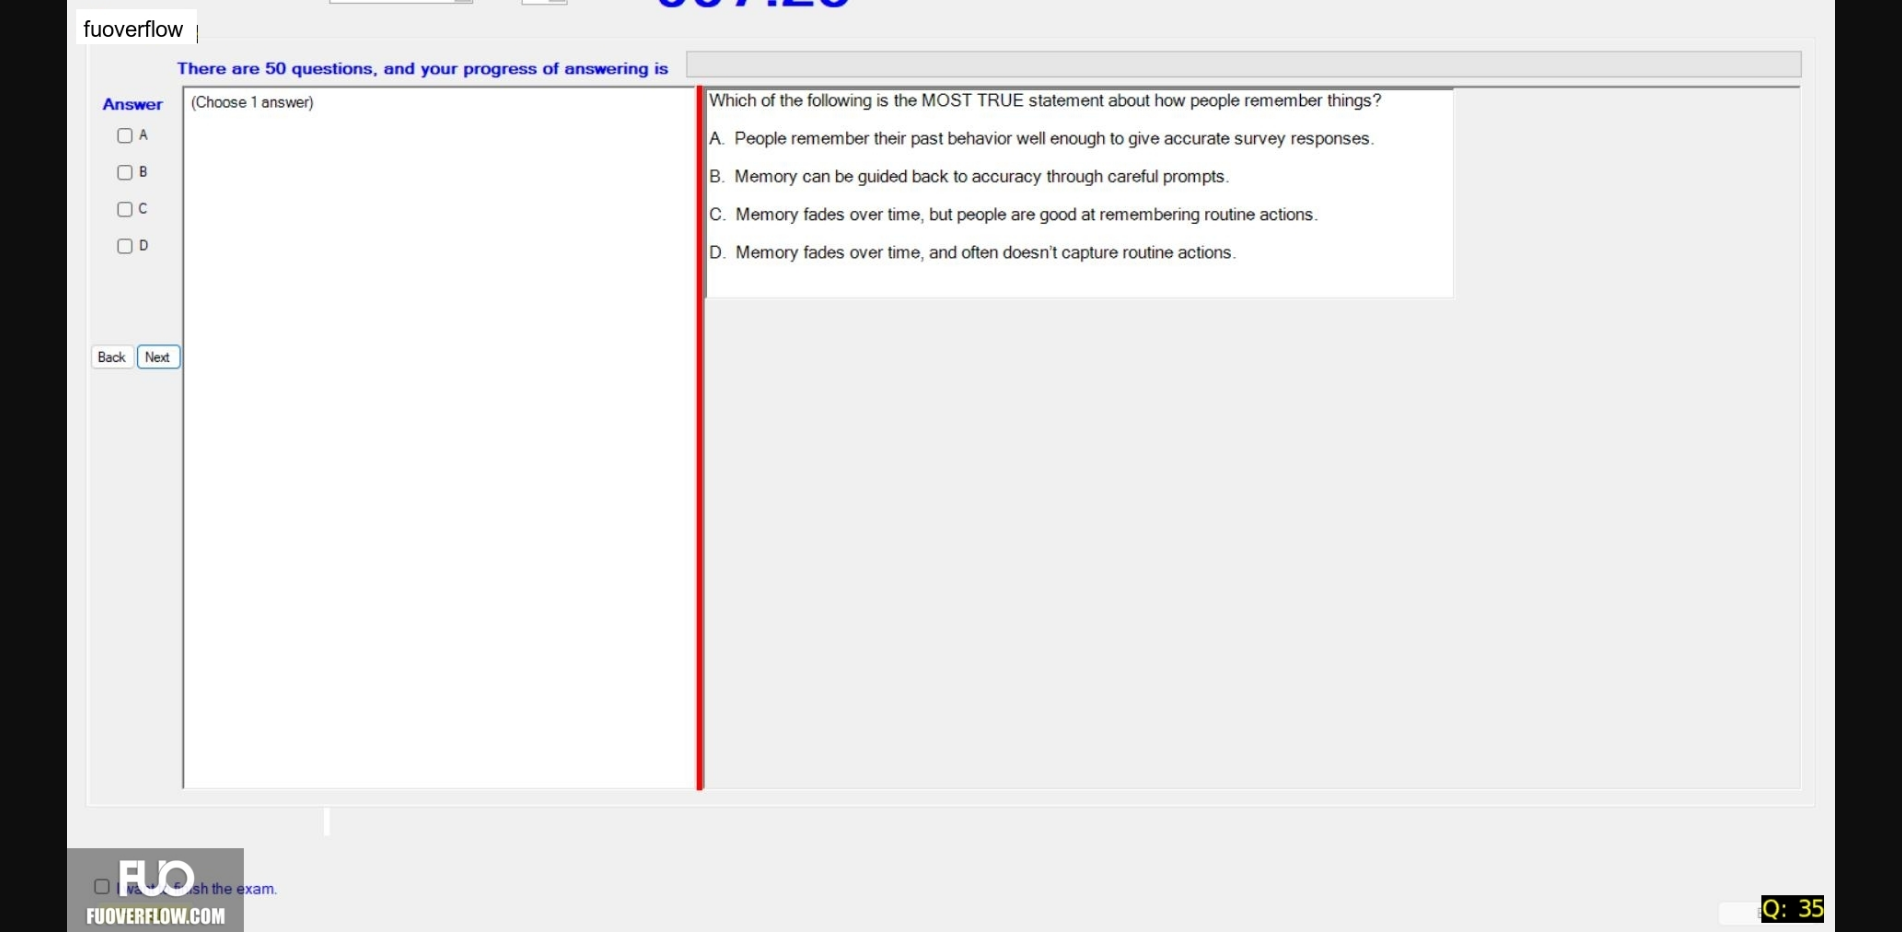 fuoverflow
There are 50 questions, and your progress of answering is
Answer
(Choose 1 answer)
A
B
C
D
Back
Next
Which of the following is the MOST TRUE statement about how people remember things?
A. People remember their past behavior well enough to give accurate survey responses.
B. Memory can be guided back to accuracy through careful prompts.
C. Memory fades over time, but people are good at remembering routine actions.
D. Memory fades over time, and often doesn't capture routine actions.
FUO
the exam.
FUOVERFLOW.COM
Q: 35